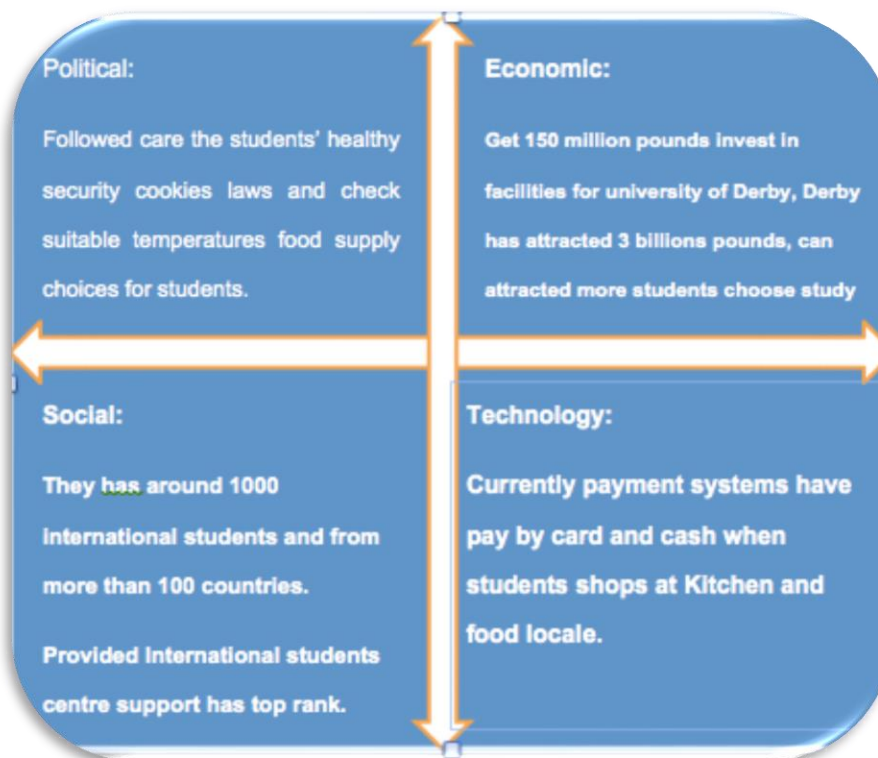 Political:
Followed care the students' healthy
security cookies laws and check
suitable temperatures food supply
choices for students.
Economic:
Get 150 million pounds invest in
facilities for university of Derby, Derby
has attracted 3 billions pounds, can
attracted more students choose study
Social:
They has around 1000
international students and from
more than 100 countries.
Provided International students
centre support has top rank.
Technology:
Currently payment systems have
pay by card and cash when
students shops at Kitchen and
food locale.